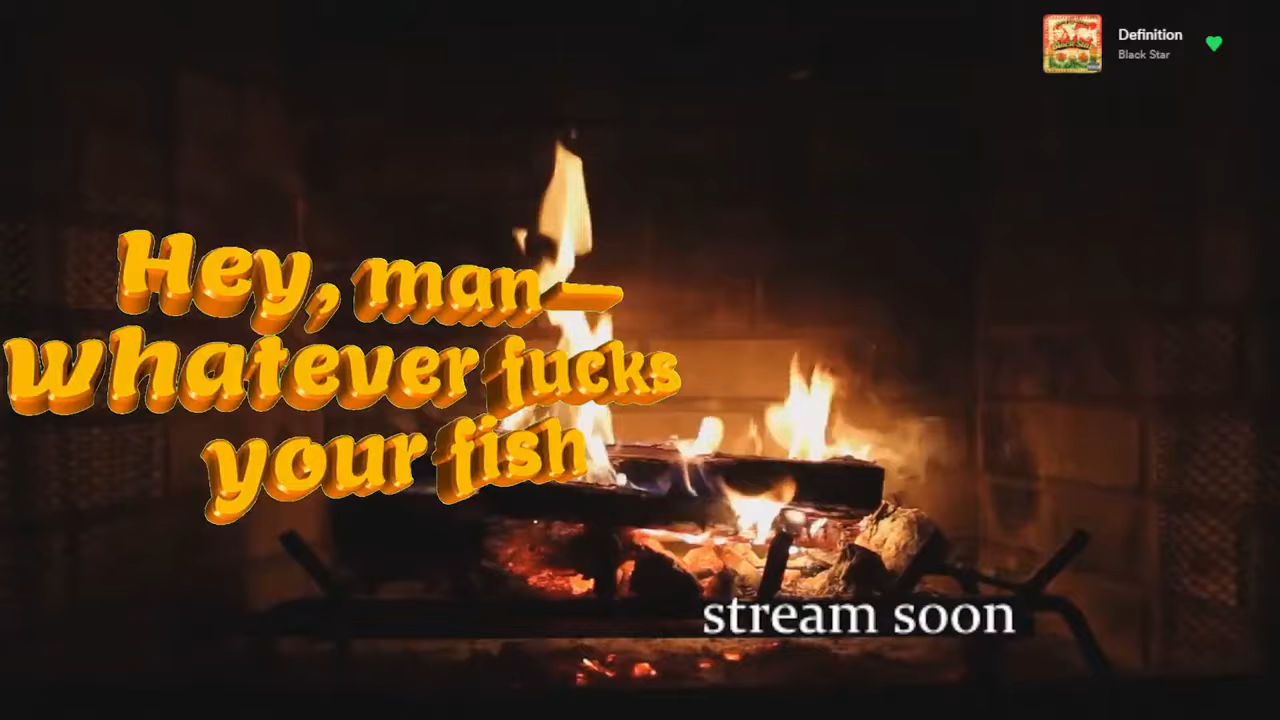 Definition
Black Star
Hey, man—
whatever fucks
your fish
stream soon